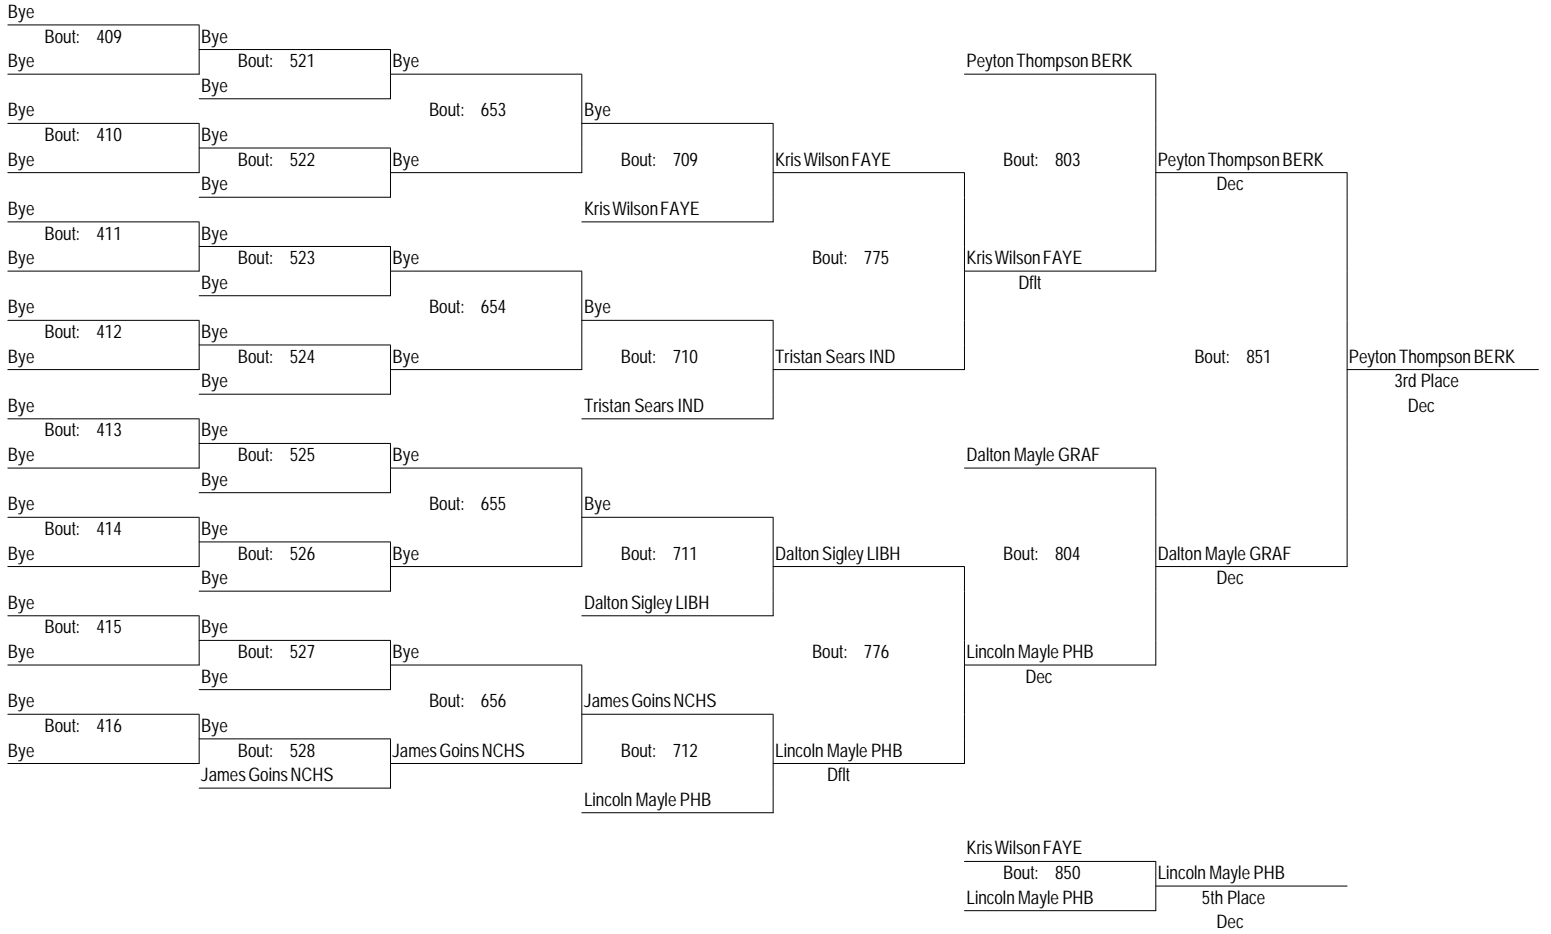 Bye
Bout: 409 Bye
Bye Bout: 521 Bye Peyton Thompson BERK
Bye
Bye Bout: 653 Bye
Bout: 410 Bye
Bye Bout: 522 Bye Bout: 709 Kris Wilson FAYE Bout: 803 Peyton Thompson BERK
Bye Dec
Bye Kris Wilson FAYE
Bout: 411 Bye
Bye Bout: 523 Bye Bout: 775 Kris Wilson FAYE
Bye Dflt
Bye Bout: 654 Bye
Bout: 412 Bye
Bye Bout: 524 Bye Bout: 710 Tristan Sears IND Bout: 851 Peyton Thompson BERK
Bye 3rd Place
Bye Tristan Sears IND Dec
Bout: 413 Bye
Bye Bout: 525 Bye Dalton Mayle GRAF
Bye
Bye Bout: 655 Bye
Bout: 414 Bye
Bye Bout: 526 Bye Bout: 711 Dalton Sigley LIBH Bout: 804 Dalton Mayle GRAF
Bye Dec
Bye Dalton Sigley LIBH
Bout: 415 Bye
Bye Bout: 527 Bye Bout: 776 Lincoln Mayle PHB
Bye Dec
Bye Bout: 656 James Goins NCHS
Bout: 416 Bye
Bye Bout: 528 James Goins NCHS Bout: 712 Lincoln Mayle PHB
James Goins NCHS Dflt
Lincoln Mayle PHB
Kris Wilson FAYE
Bout: 850 Lincoln Mayle PHB
Lincoln Mayle PHB 5th Place
Dec